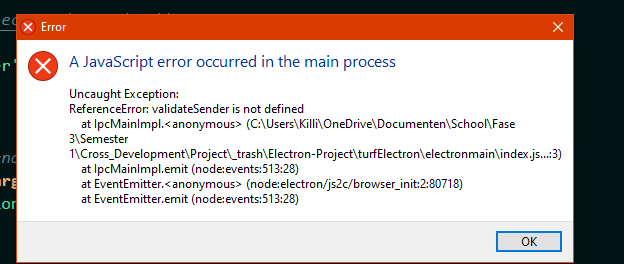 Error
A JavaScript error occurred in the main process
Uncaught Exception:
ReferenceError: validateSender is not defined
at IpcMainImpl.<anonymous> (C:\Users\Killi\OneDrive\Documenten\School\Fase
3\Semester
1\Cross_Development\Project\_trash\Electron-Project\turfElectron\electronmain\index.js...:3)
at IpcMainImpl.emit (node:events:513:28)
at EventEmitter.<anonymous> (node:electron/js2c/browser_init:2:80718)
at EventEmitter.emit (node:events:513:28)
OK